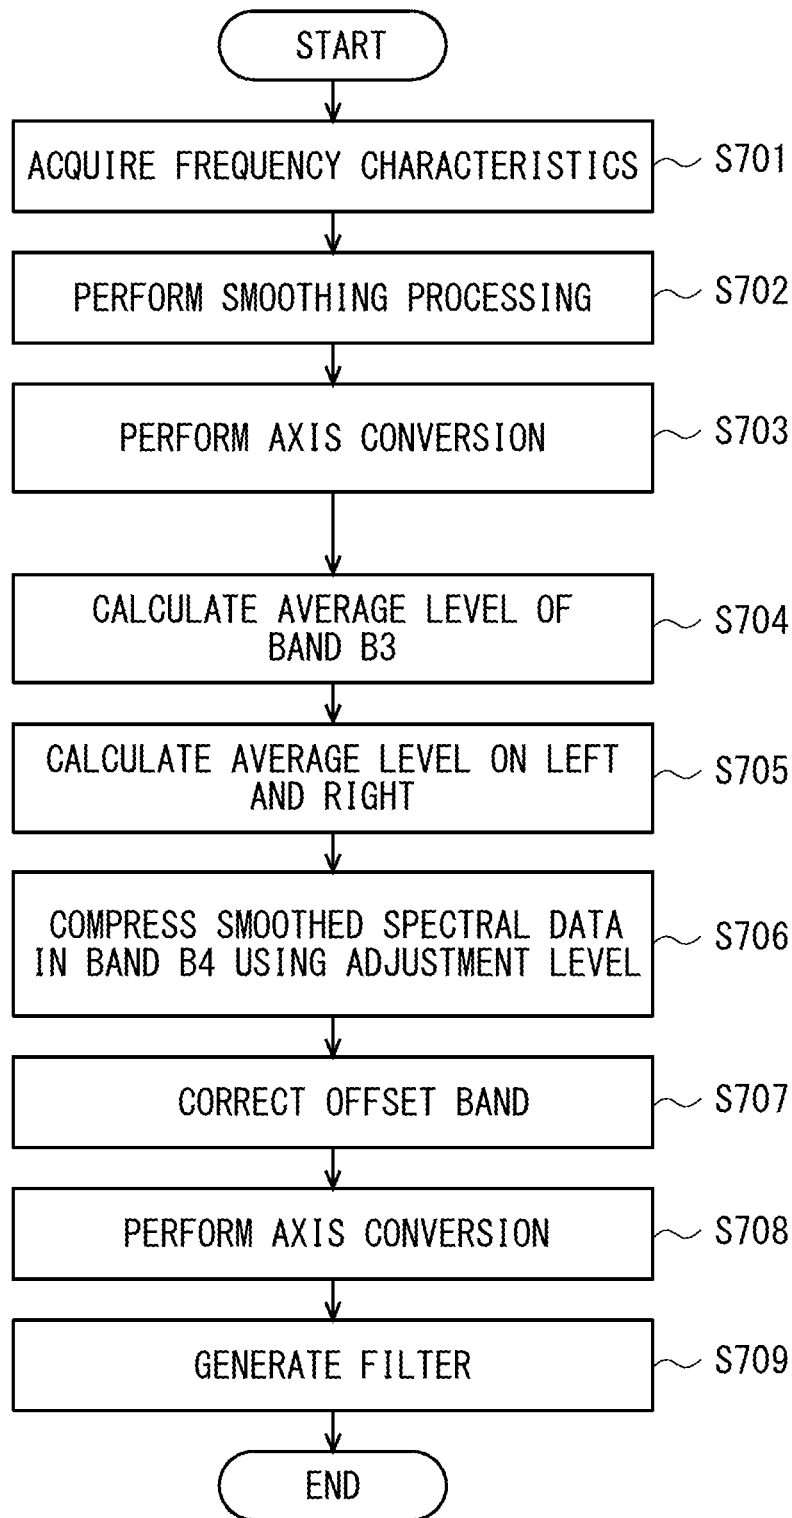 START
ACQUIRE FREQUENCY CHARACTERISTICS
S701
PERFORM SMOOTHING PROCESSING
S702
PERFORM AXIS CONVERSION
S703
CALCULATE AVERAGE LEVEL OF
BAND B3
S704
CALCULATE AVERAGE LEVEL ON LEFT
AND RIGHT
S705
COMPRESS SMOOTHED SPECTRAL DATA
IN BAND B4 USING ADJUSTMENT LEVEL
S706
CORRECT OFFSET BAND
S707
PERFORM AXIS CONVERSION
S708
GENERATE FILTER
S709
END